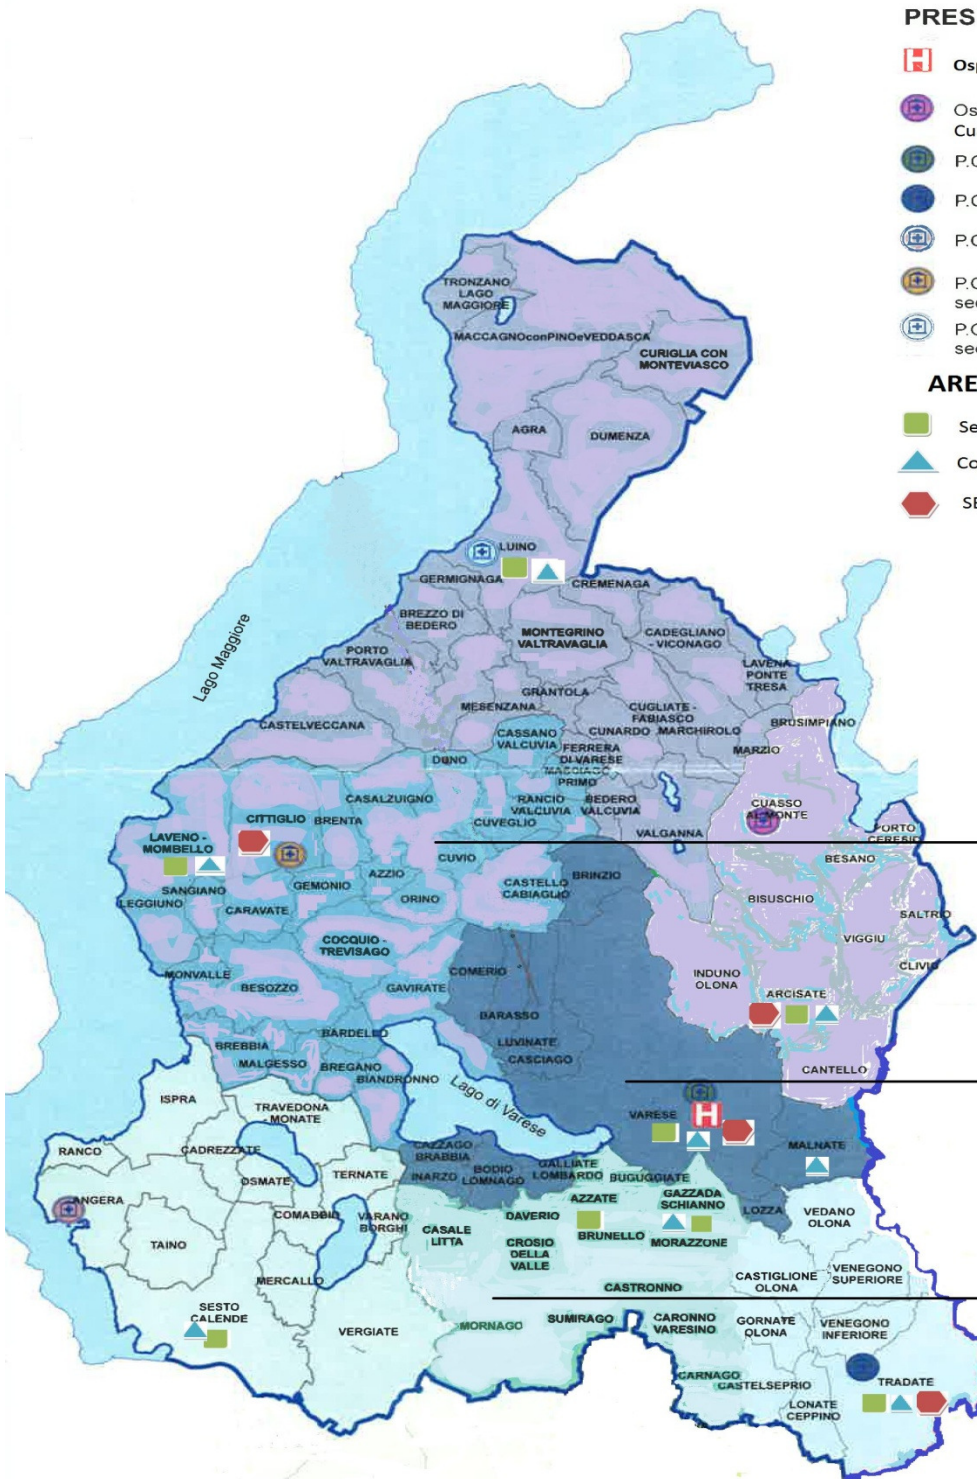 PRES
H
Osp
Os
Cu
P.O
P.O
P.O
P.O
sed
P.O
sed
ARE
Se
Co
SE
TRONZANO
LAGO
MAGGIORE
MACCAGNOconPINOeVEDDASCA
CURIGLIA CON
MONTEVIASCO
AGRA
DUMENZA
LUINO
GERMIGNAGA
CREMENAGA
BREZZO DI
BEDERO
MONTEGRINO
VALTRAVAGLIA
CADEGLIANO
- VICONAGO
PORTO
VALTRAVAGLIA
LAVENA
PONTE
TRESA
Lago Maggiore
GRANTOLA
MESENZANA
CUGLIATE -
FABIASCO
CASTELVECCANA
CASSANO
VALCUVIA
CUNARDO
MARCHIROLO
BRUSIMPIANO
MARZIO
DUNO
FERRERA
DI VARESE
MASCIAGO
PRIMO
CASALZUIGNO
RANCIO
VALCUVIA
BEDERO
VALCUVIA
CUASSO
AL MONTE
CITTIGLIO
BRENTA
CUVEGLIO
VALGANNA
PORTO
CERESIO
LAVENO -
MOMBELLO
CUVIO
BESANO
AZZIO
BRINZIO
SANGIANO
GEMONIO
CASTELLO
CABIAGLIO
LEGGIUNO
CARAVATE
ORINO
BISUSCHIO
SALTRIO
COCQUIO -
TREVISAGO
VIGGIU
MONVALLE
COMERIO
INDUNO
OLONA
CLIVIO
BESOZZO
GAVIRATE
ARCISATE
BARASSO
BARDELLO
LUVINATE
BREBBIA
CASCIAGO
MALGESSO
BREGANO
CANTELLO
BIANDRONNO
Lago di Varese
ISPRA
TRAVEDONA
- MONATE
VARESE
H
MALNATE
RANCO
CADREZZATE
CAZZAGO
BRABBIA
OSMATE
TERNATE
INARZO
BODIO
LOMNAGO
GALLIATE
LOMBARDO
BUGUGGIATE
ANGERA
AZZATE
GAZZADA
SCHIANNO
COMABBIO
VARANO
BORGHI
DAVERIO
LOZZA
VEDANO
OLONA
CASALE
LITTA
TAINO
BRUNELLO
MORAZZONE
CROSIO
DELLA
VALLE
VENEGONO
SUPERIORE
MERCALLO
CASTIGLIONE
OLONA
CASTRONNO
SESTO
CALENDE
MORNAGO
SUMIRAGO
CARONNO
VARESINO
GORNATE
OLONA
VENEGONO
INFERIORE
VERGIATE
CARNAGO
CASTELSEPRIO
TRADATE
LONATE
CEPPINO